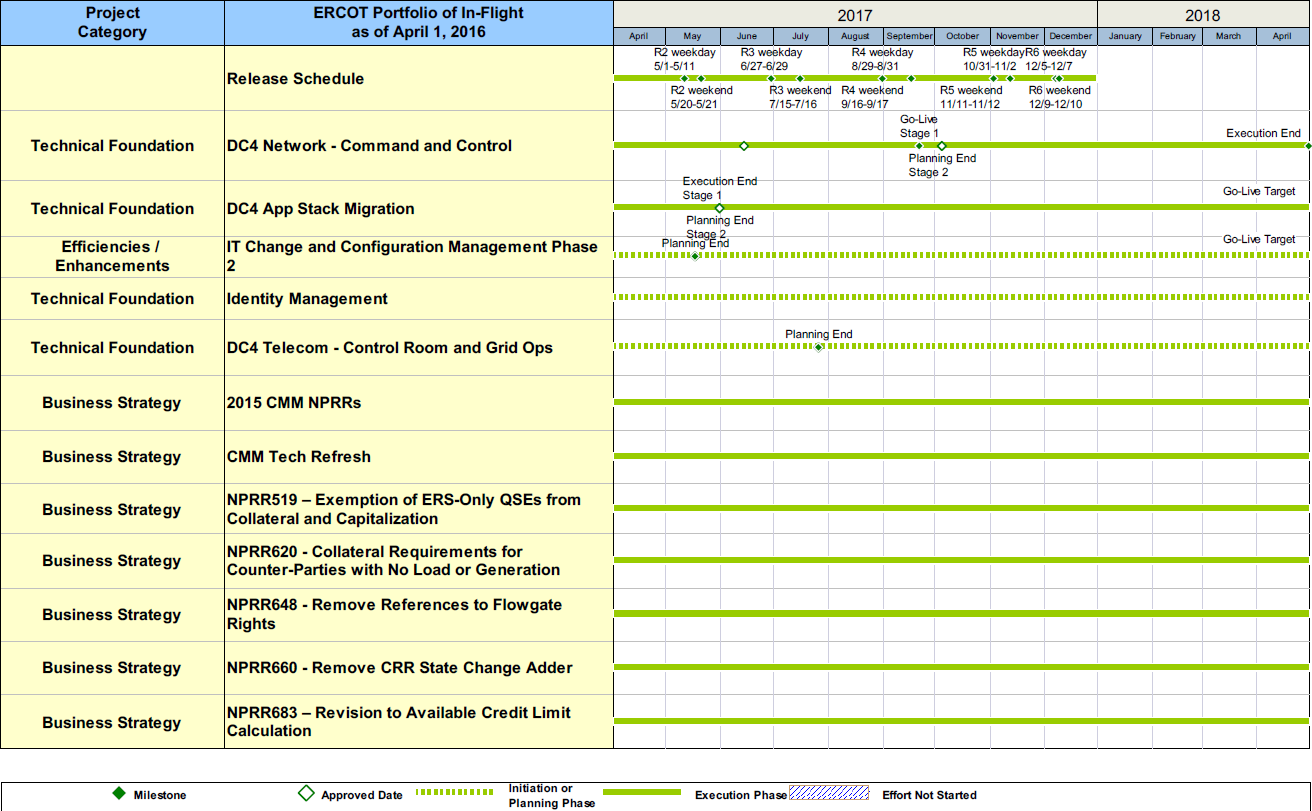 Project
Category
ERCOT Portfolio of In-Flight
as of April 1, 2016
2017
2018
April May June July August September October November December January February March April
Release Schedule
R2 weekday
5/1-5/11
R3 weekday
6/27-6/29
R4 weekday
8/29-8/31
R5 weekday
10/31-11/2
R6 weekday
12/5-12/7
R2 weekend
5/20-5/21
R3 weekend
7/15-7/16
R4 weekend
9/16-9/17
R5 weekend
11/11-11/12
R6 weekend
12/9-12/10
Technical Foundation
DC4 Network - Command and Control
Go-Live
Stage 1
Planning End
Stage 2
Execution End
Technical Foundation
DC4 App Stack Migration
Execution End
Stage 1
Planning End
Stage 2
Go-Live Target
Efficiencies /
Enhancements
IT Change and Configuration Management Phase
2
Planning End
Go-Live Target
Technical Foundation
Identity Management
Technical Foundation
DC4 Telecom - Control Room and Grid Ops
Planning End
Business Strategy
2015 CMM NPRRs
Business Strategy
CMM Tech Refresh
Business Strategy
NPRR519 – Exemption of ERS-Only QSEs from
Collateral and Capitalization
Business Strategy
NPRR620 - Collateral Requirements for
Counter-Parties with No Load or Generation
Business Strategy
NPRR648 - Remove References to Flowgate
Rights
Business Strategy
NPRR660 - Remove CRR State Change Adder
Business Strategy
NPRR683 – Revision to Available Credit Limit
Calculation
Milestone
Approved Date
Initiation or
Planning Phase
Execution Phase
Effort Not Started